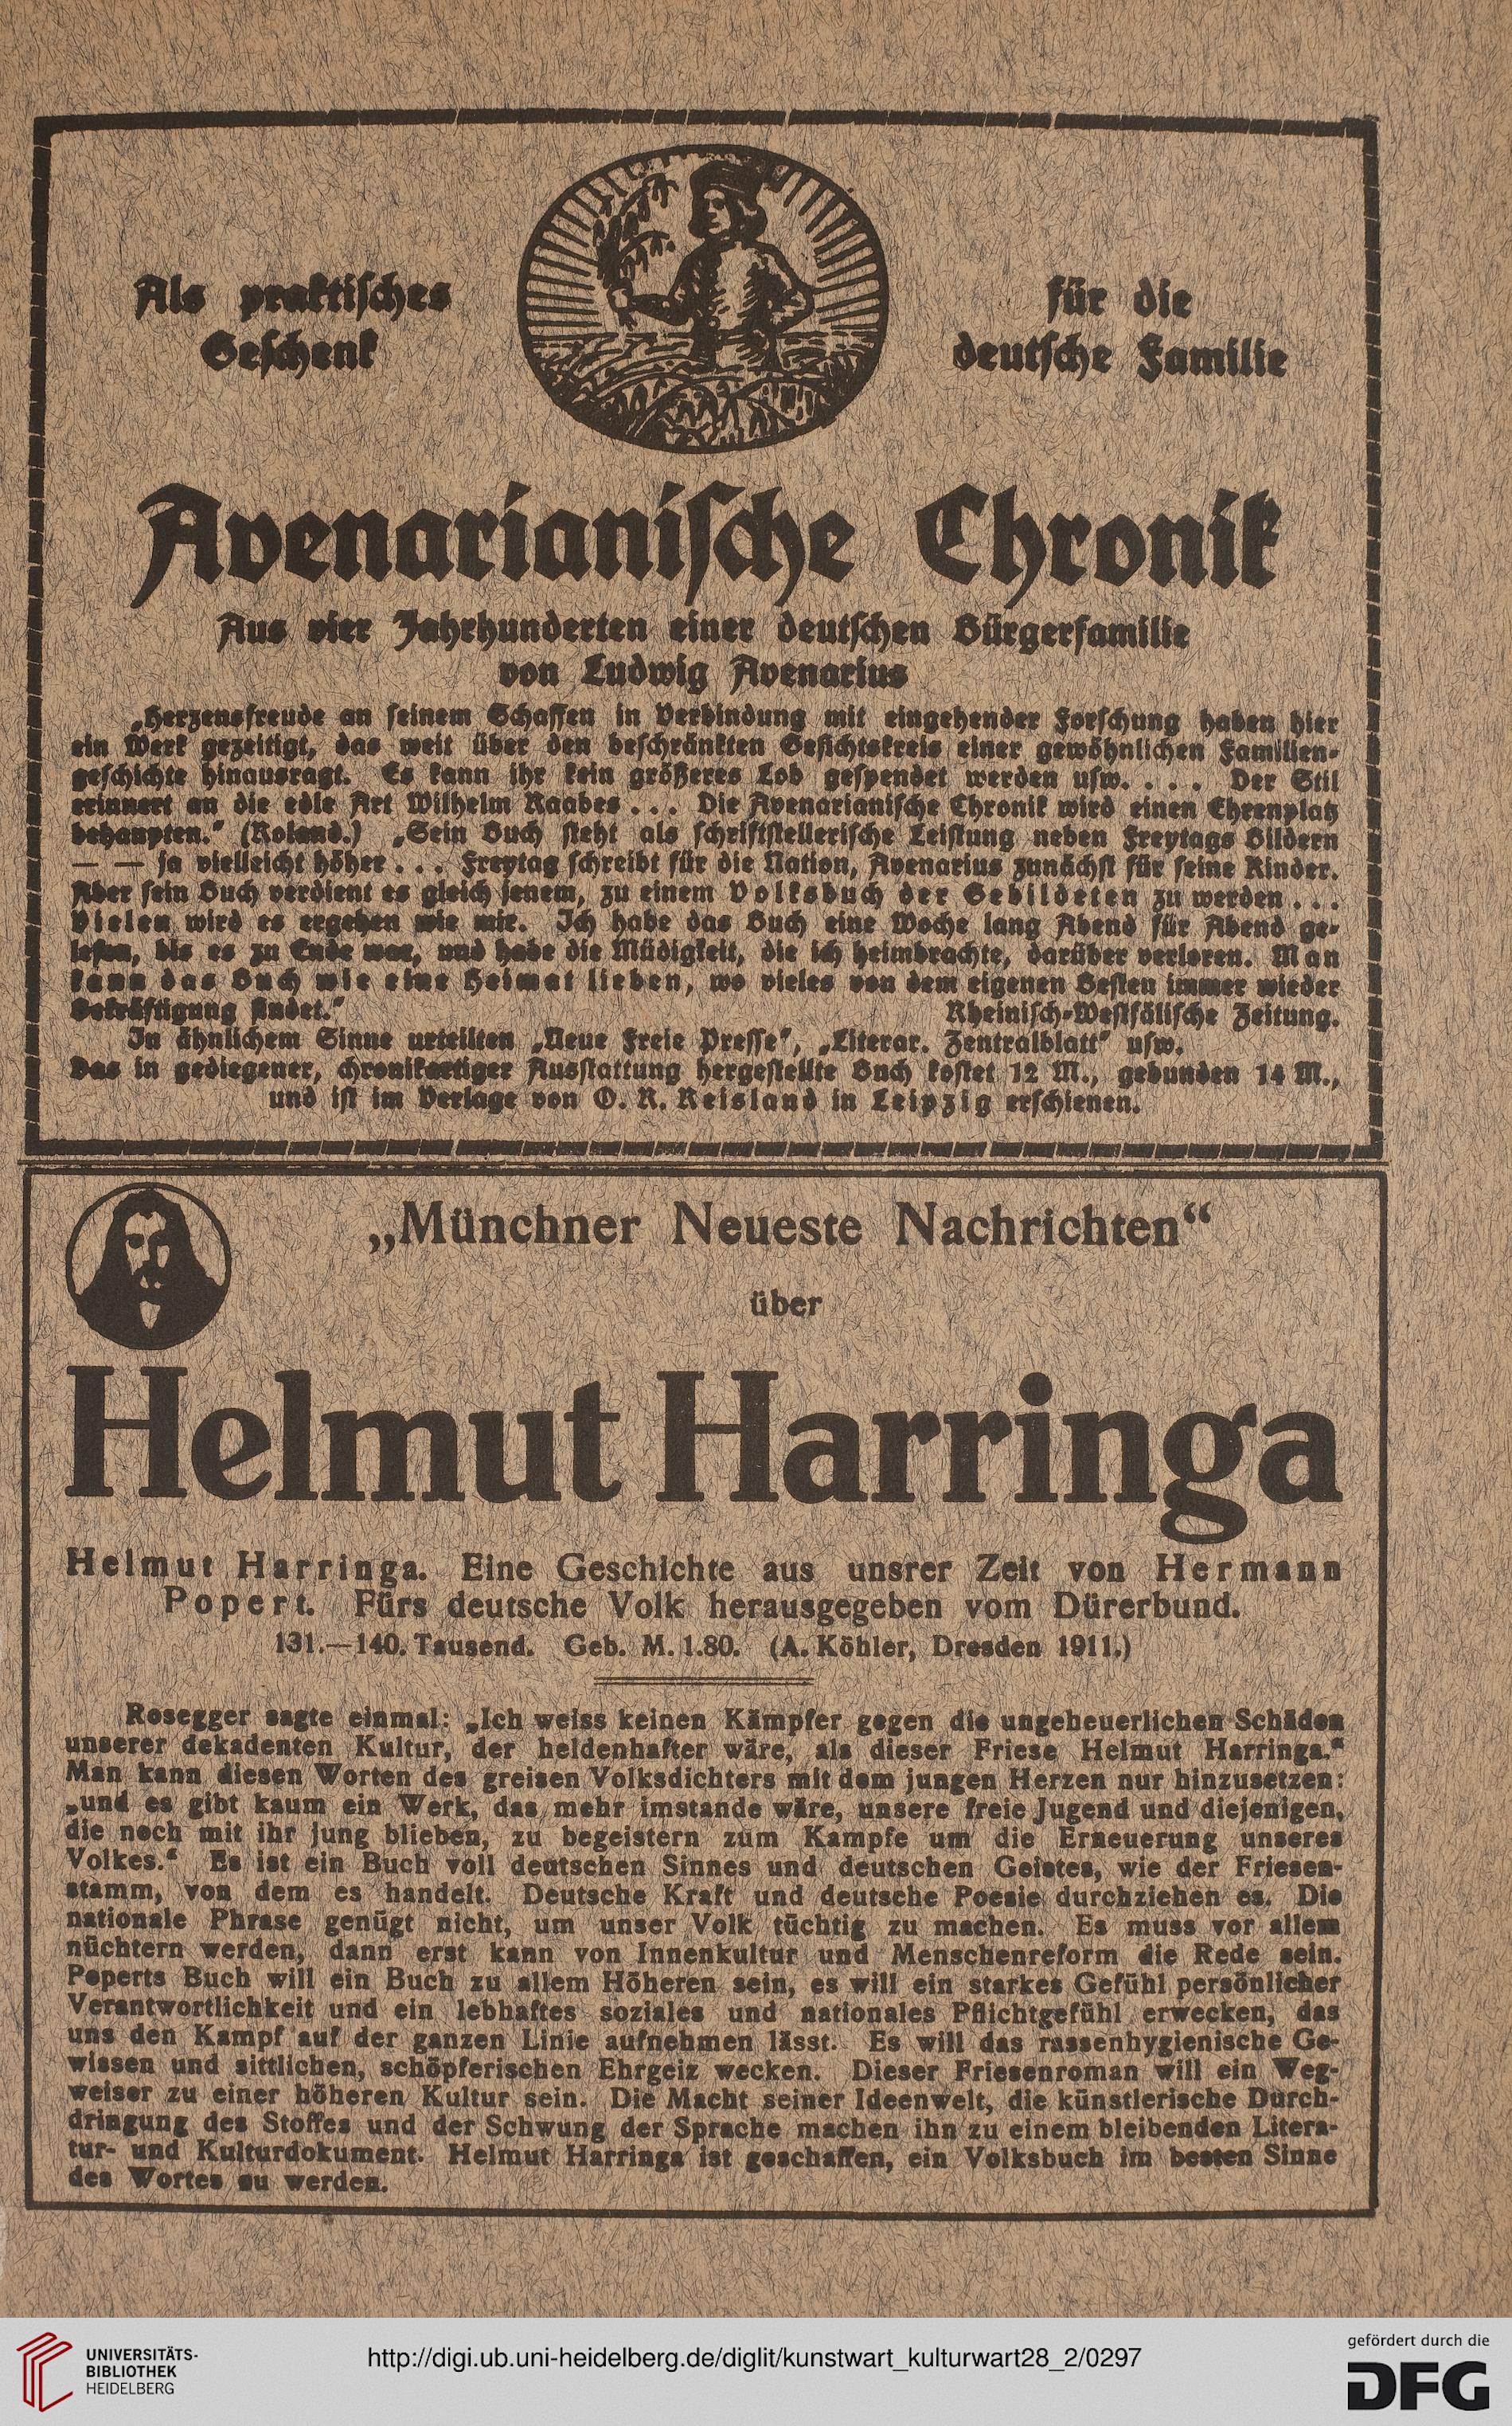 Als praktisches
Geschenk
für die
deutsche Familie
Avenarianische Chronik
Aus vier Jahrhunderten einer deutschen Bürgerfamilie
von Ludwig Avenarius
„Herzensfreude an seinem Schaffen in Verbindung mit eingehender Forschung haben hier
ein Werk gezeitigt, das weit über den beschränkten Gesichtskreis einer gewöhnlichen Familien-
geschichte hinausragt. Es kann ihr kein größeres Lob gespendet werden usw. . . . Der Stil
erinnert an die edle Art Wilhelm Raabes . . . Die Avenarianische Chronik wird einen Ehrenplatz
behaupten.“ (Roland.) „Sein Buch steht als schriftstellerische Leistung neben Freytags Bildern
— — ja vielleicht höher . . . Freytag schreibt für die Nation, Avenarius zunächst für seine Kinder.
Aber sein Buch verdient es gleich jenem, zu einem Volksbuch der Gebildeten zu werden . . .
Vielen wird es ergehen wie mir. Ich habe das Buch eine Woche lang Abend für Abend ge-
lesen, bis es zu Ende war, und habe die Müdigkeit, die ich heimbrachte, darüber verloren. Man
kann das Buch wie eine Heimat lieben, wo vieles von dem eigenen Besten immer wieder
Bekräftigung findet.“ Rheinisch-Westfälische Zeitung.
In ähnlichem Sinne urteilten „Neue Freie Presse“, „Literar. Zentralblatt“ usw.
Das in gediegener, chronikartiger Ausstattung hergestellte Buch kostet 12 M., gebunden 14 M.,
und ist im Verlage von O. R. Reisland in Leipzig erschienen.
„Münchner Neueste Nachrichten“
über
Helmut Harringa
Helmut Harringa. Eine Geschichte aus unsrer Zeit von Hermann
Popert. Fürs deutsche Volk herausgegeben vom Dürerbund.
131.—140. Tausend. Geb. M. 1.80. (A. Köhler, Dresden 1911.)
Rosegger sagte einmal: „Ich weiss keinen Kämpfer gegen die ungeheuerlichen Schäden
unserer dekadenten Kultur, der heldenhafter wäre, als dieser Friese Helmut Harringa.“
Man kann diesen Worten des greisen Volksdichters mit dem jungen Herzen nur hinzusetzen:
„und es gibt kaum ein Werk, das mehr imstande wäre, unsere freie Jugend und diejenigen,
die noch mit ihr jung blieben, zu begeistern zum Kampfe um die Erneuerung unseres
Volkes.“ Es ist ein Buch voll deutschen Sinnes und deutschen Geistes, wie der Friesen-
stamm, von dem es handelt. Deutsche Kraft und deutsche Poesie durchziehen es. Die
nationale Phrase genügt nicht, um unser Volk tüchtig zu machen. Es muss vor allem
nüchtern werden, dann erst kann von Innenkultur und Menschenreform die Rede sein.
Poperts Buch will ein Buch zu allem Höheren sein, es will ein starkes Gefühl persönlicher
Verantwortlichkeit und ein lebhaftes soziales und nationales Pflichtgefühl erwecken, das
uns den Kampf auf der ganzen Linie aufnehmen lässt. Es will das rassenhygienische Ge-
wissen und sittlichen, schöpferischen Ehrgeiz wecken. Dieser Friesenroman will ein Weg-
weiser zu einer höheren Kultur sein. Die Macht seiner Ideenwelt, die künstlerische Durch-
dringung des Stoffes und der Schwung der Sprache machen ihn zu einem bleibenden Litera-
tur- und Kulturdokument. Helmut Harringa ist geschaffen, ein Volksbuch im besten Sinne
des Wortes zu werden.
UNIVERSITÄTS-
BIBLIOTHEK
HEIDELBERG
http://digi.ub.uni-heidelberg.de/diglit/kunstwart_kulturwart28_2/0297
gefördert durch die
DFG